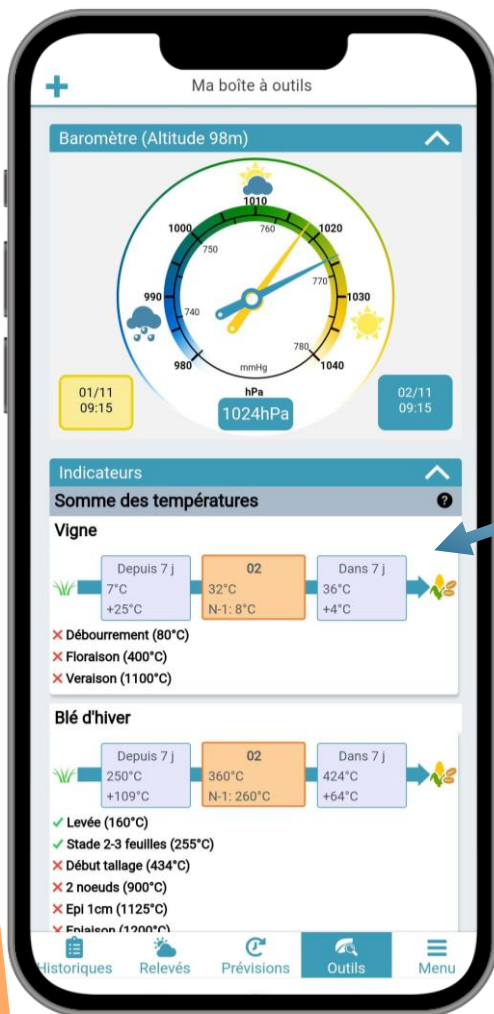 Ma boîte à outils
Baromètre (Altitude 98m)
1010
760
1000
1020
750
770
990
1030
740
780
980
1040
mmHg
hPa
1024hPa
01/11
09:15
02/11
09:15
Indicateurs
Somme des températures
Vigne
Depuis 7 j
7°C
+25°C
02
32°C
N-1: 8°C
Dans 7 j
36°C
+4°C
Débourrement (80°C)
Floraison (400°C)
Veraison (1100°C)
Blé d'hiver
Depuis 7 j
250°C
+109°C
02
360°C
N-1: 260°C
Dans 7 j
424°C
+64°C
Levée (160°C)
Stade 2-3 feuilles (255°C)
Début tallage (434°C)
2 noeuds (900°C)
Epi 1cm (1125°C)
Epiaison (1200°C)
Historiques
Relevés
Prévisions
Outils
Menu